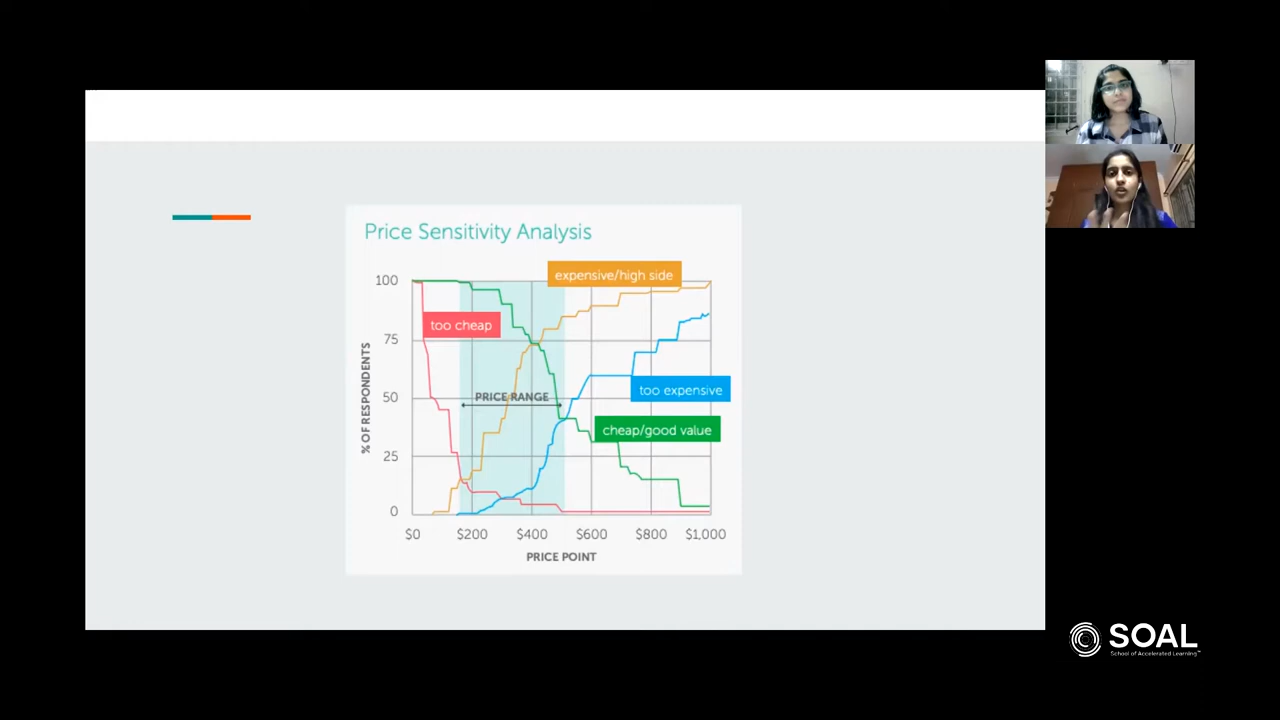 Price Sensitivity Analysis
expensive/high side
too cheap
too expensive
cheap/good value
PRICE RANGE
% OF RESPONDENTS
100
75
50
25
0
$0 $200 $400 $600 $800 $1,000
PRICE POINT
SOAL
School of Accelerated Learning™